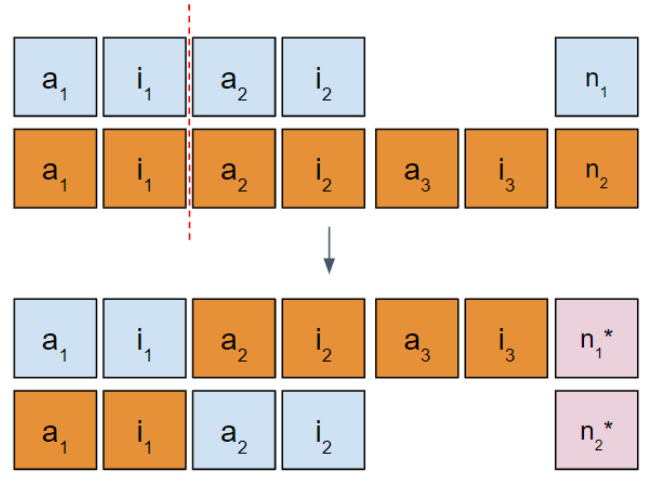 a₁ i₁ a₂ i₂ n₁
a₁ i₁ a₂ i₂ a₃ i₃ n₂
a₁ i₁ a₂ i₂ a₃ i₃ n₁*
a₁ i₁ a₂ i₂ n₂*